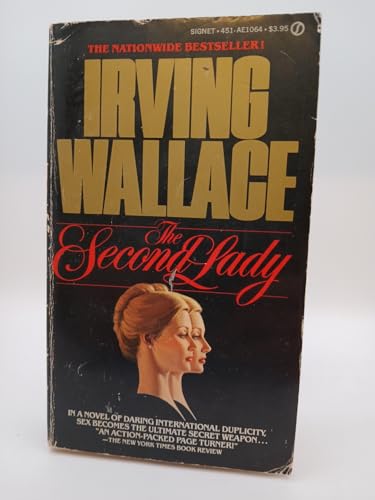 SIGNET • 451-AE1064 • $3.95
THE NATIONWIDE BESTSELLER!
IRVING
WALLACE
The
Second Lady
IN A NOVEL OF DARING INTERNATIONAL DUPLICITY,
SEX BECOMES THE ULTIMATE SECRET WEAPON...
"AN ACTION-PACKED PAGE TURNER!"
—THE NEW YORK TIMES BOOK REVIEW